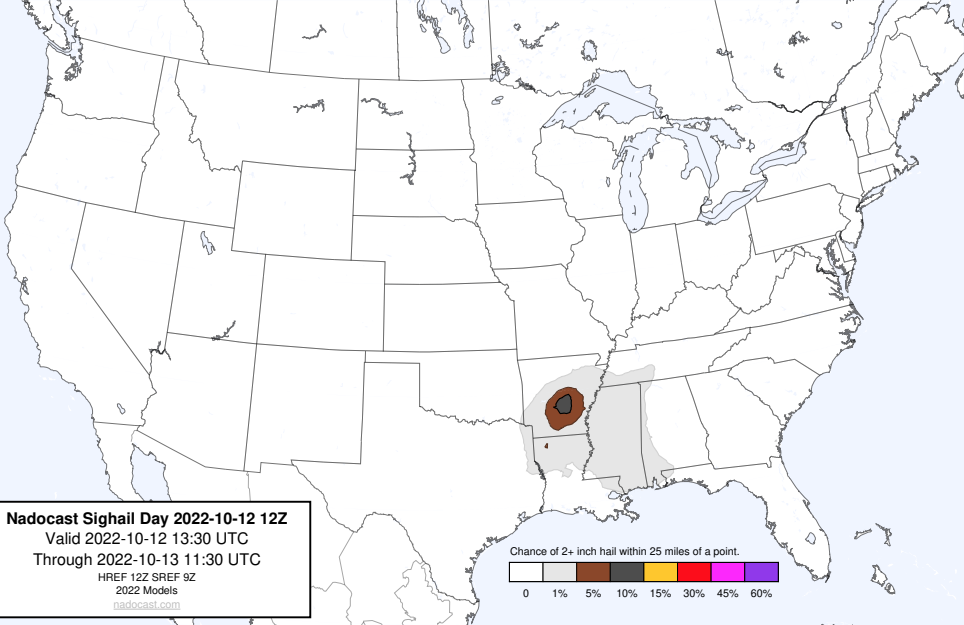 Nadocast Sighail Day 2022-10-12 12Z
Valid 2022-10-12 13:30 UTC
Through 2022-10-13 11:30 UTC
HREF 12Z SREF 9Z
2022 Models
nadocast.com
Chance of 2+ inch hail within 25 miles of a point.
0 1% 5% 10% 15% 30% 45% 60%